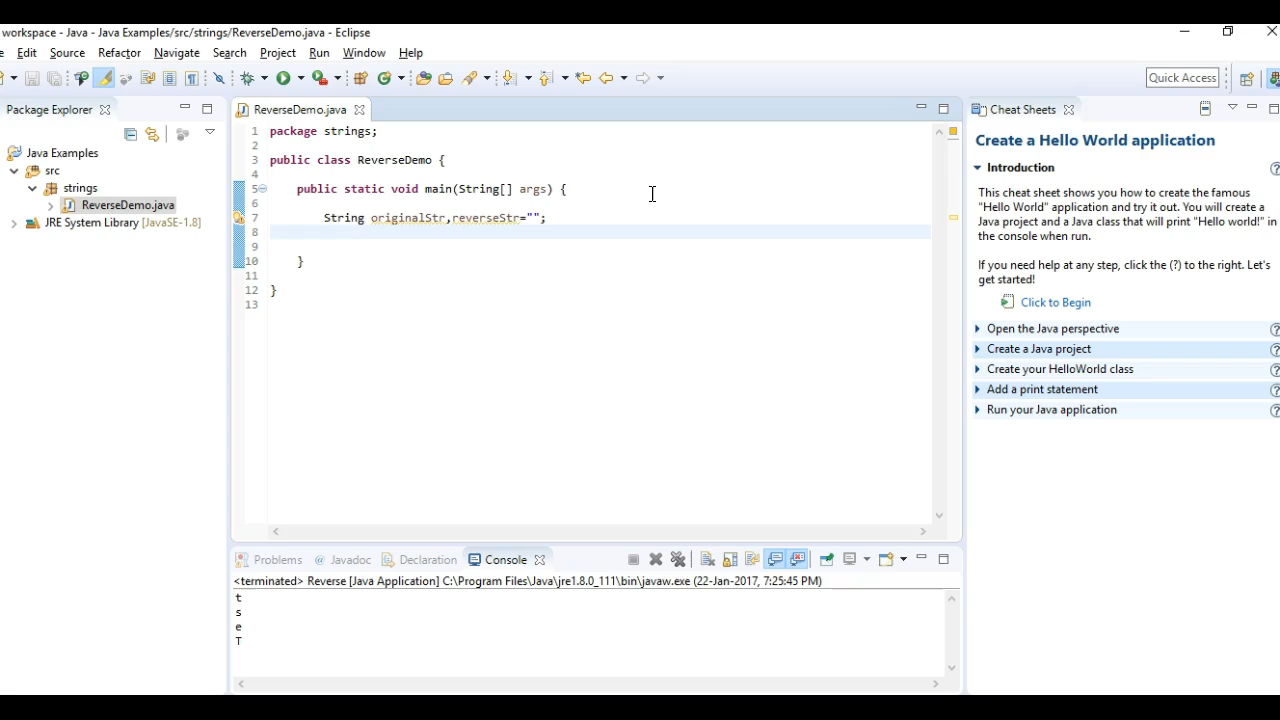 workspace - Java - Java Examples/src/strings/ReverseDemo.java - Eclipse
Edit Source Refactor Navigate Search Project Run Window Help
Quick Access
Package Explorer
Java Examples
src
strings
ReverseDemo.java
JRE System Library [JavaSE-1.8]
ReverseDemo.java
1 package strings;
2
3 public class ReverseDemo {
4
5 public static void main(String[] args) {
6
7 String originalStr,reverseStr="";
8
9
10 }
11
12 }
13
Cheat Sheets
Create a Hello World application
Introduction
This cheat sheet shows you how to create the famous
"Hello World" application and try it out. You will create a
Java project and a Java class that will print "Hello world!" in
the console when run.
If you need help at any step, click the (?) to the right. Let's
get started!
Click to Begin
Open the Java perspective
Create a Java project
Create your HelloWorld class
Add a print statement
Run your Java application
Problems Javadoc Declaration Console
<terminated> Reverse [Java Application] C:\Program Files\Java\jre1.8.0_111\bin\javaw.exe (22-Jan-2017, 7:25:45 PM)
t
s
e
T